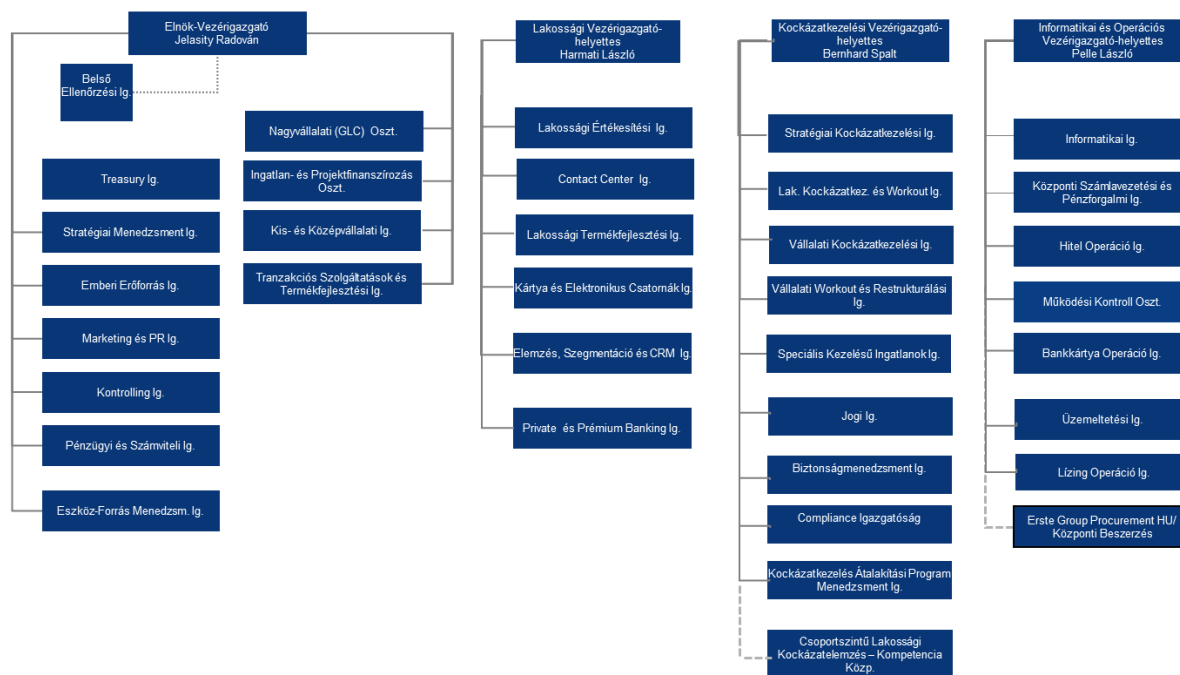 Elnök-Vezérigazgató
Jelasity Radován
Belső
Ellenőrzési Ig.
Treasury Ig.
Stratégiai Menedzsment Ig.
Emberi Erőforrás Ig.
Marketing és PR Ig.
Kontrolling Ig.
Pénzügyi és Számviteli Ig.
Eszköz-Forrás Menedzsm. Ig.
Nagyvállalati (GLC) Oszt.
Ingatlan- és Projektfinanszírozás
Oszt.
Kis- és Középvállalati Ig.
Tranzakciós Szolgáltatások és
Termékfejlesztési Ig.
Lakossági Vezérigazgató-
helyettes
Harmati László
Lakossági Értékesítési Ig.
Contact Center Ig.
Lakossági Termékfejlesztési Ig.
Kártya és Elektronikus Csatornák Ig.
Elemzés, Szegmentáció és CRM Ig.
Private és Prémium Banking Ig.
Kockázatkezelési Vezérigazgató-
helyettes
Bernhard Spalt
Stratégiai Kockázatkezelési Ig.
Lak. Kockázatkez. és Workout Ig.
Vállalati Kockázatkezelési Ig.
Vállalati Workout és Restrukturálási
Ig.
Speciális Kezelésű Ingatlanok Ig.
Jogi Ig.
Biztonságmenedzsment Ig.
Compliance Igazgatóság
Kockázatkezelés Átalakítási Program
Menedzsment Ig.
Csoportszintű Lakossági
Kockázatelemzés – Kompetencia
Közp.
Informatikai és Operációs
Vezérigazgató-helyettes
Pelle László
Informatikai Ig.
Központi Számlavezetési és
Pénzforgalmi Ig.
Hitel Operáció Ig.
Működési Kontroll Oszt.
Bankkártya Operáció Ig.
Üzemeltetési Ig.
Lízing Operáció Ig.
Erste Group Procurement HU/
Központi Beszerzés